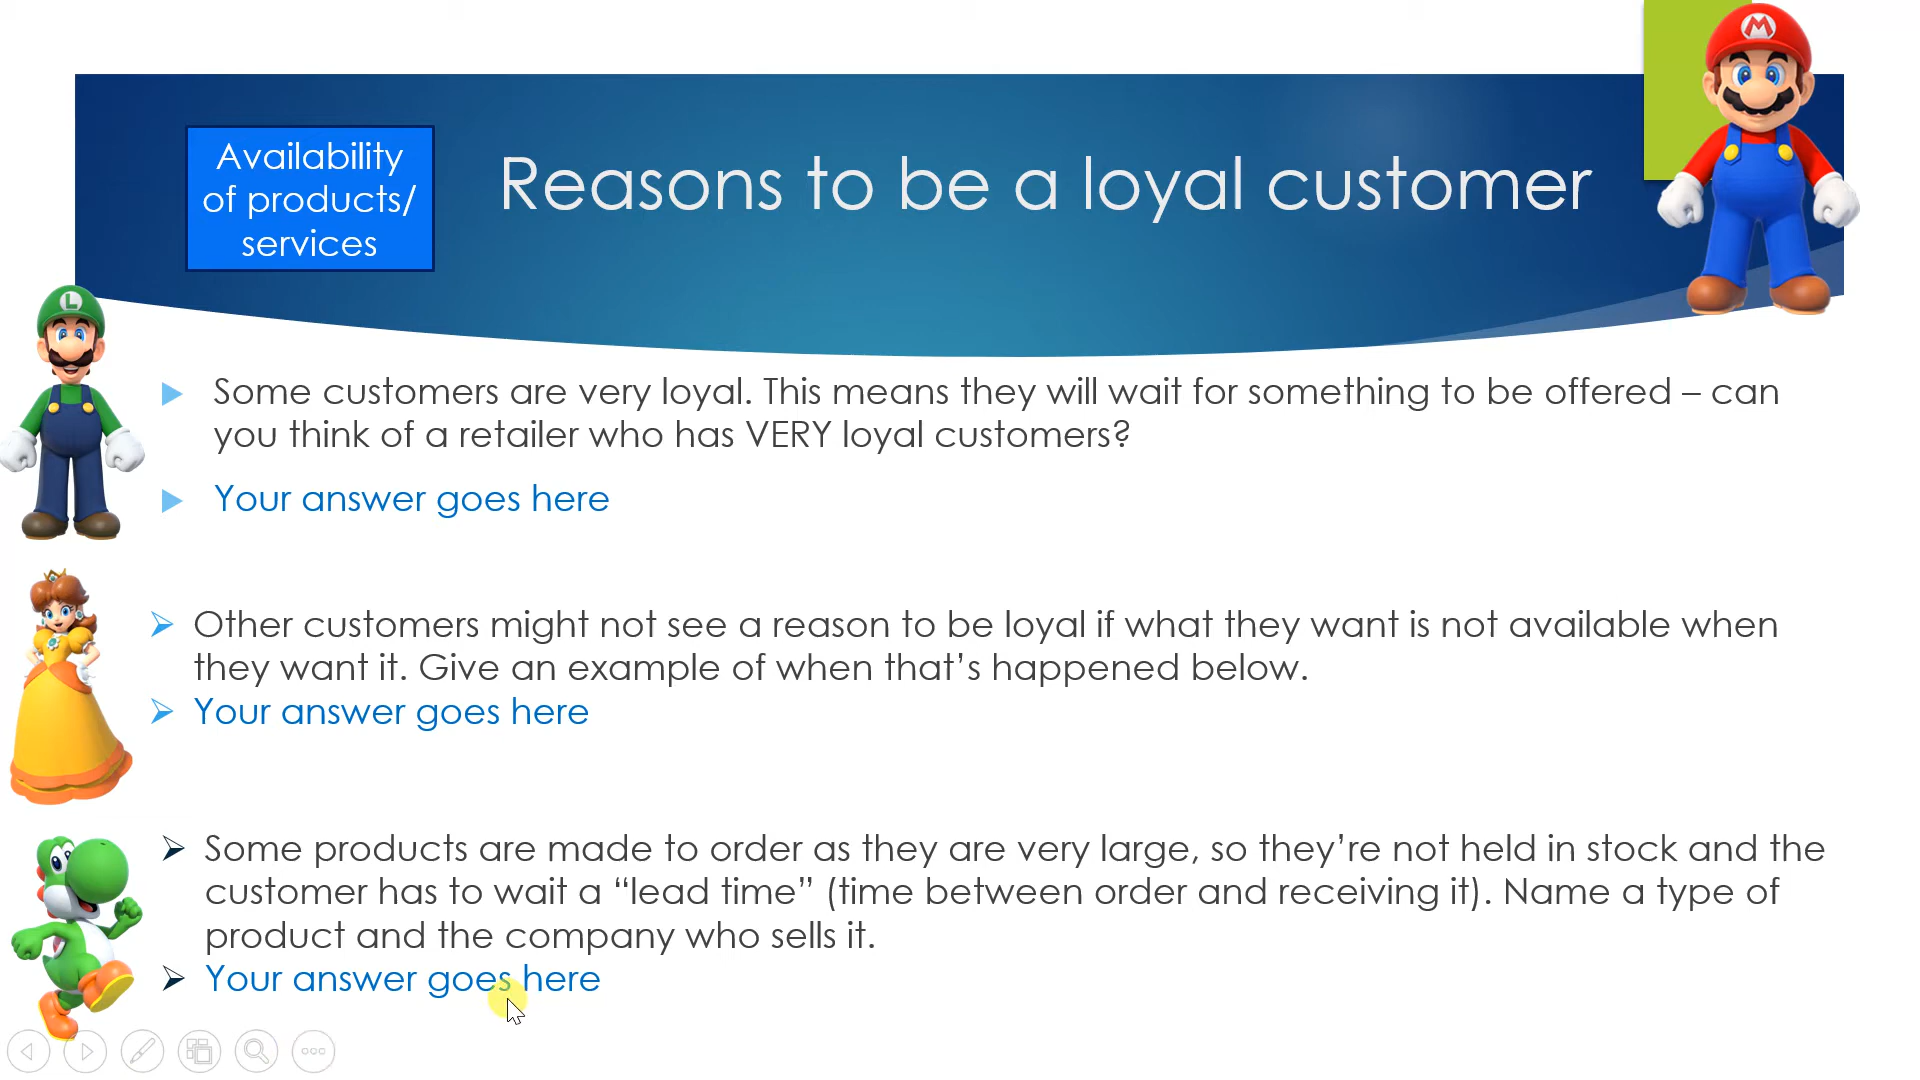 Availability
of products/
services
Reasons to be a loyal customer
M
L
Some customers are very loyal. This means they will wait for something to be offered – can
you think of a retailer who has VERY loyal customers?
Your answer goes here
Other customers might not see a reason to be loyal if what they want is not available when
they want it. Give an example of when that’s happened below.
Your answer goes here
Some products are made to order as they are very large, so they’re not held in stock and the
customer has to wait a “lead time” (time between order and receiving it). Name a type of
product and the company who sells it.
Your answer goes here